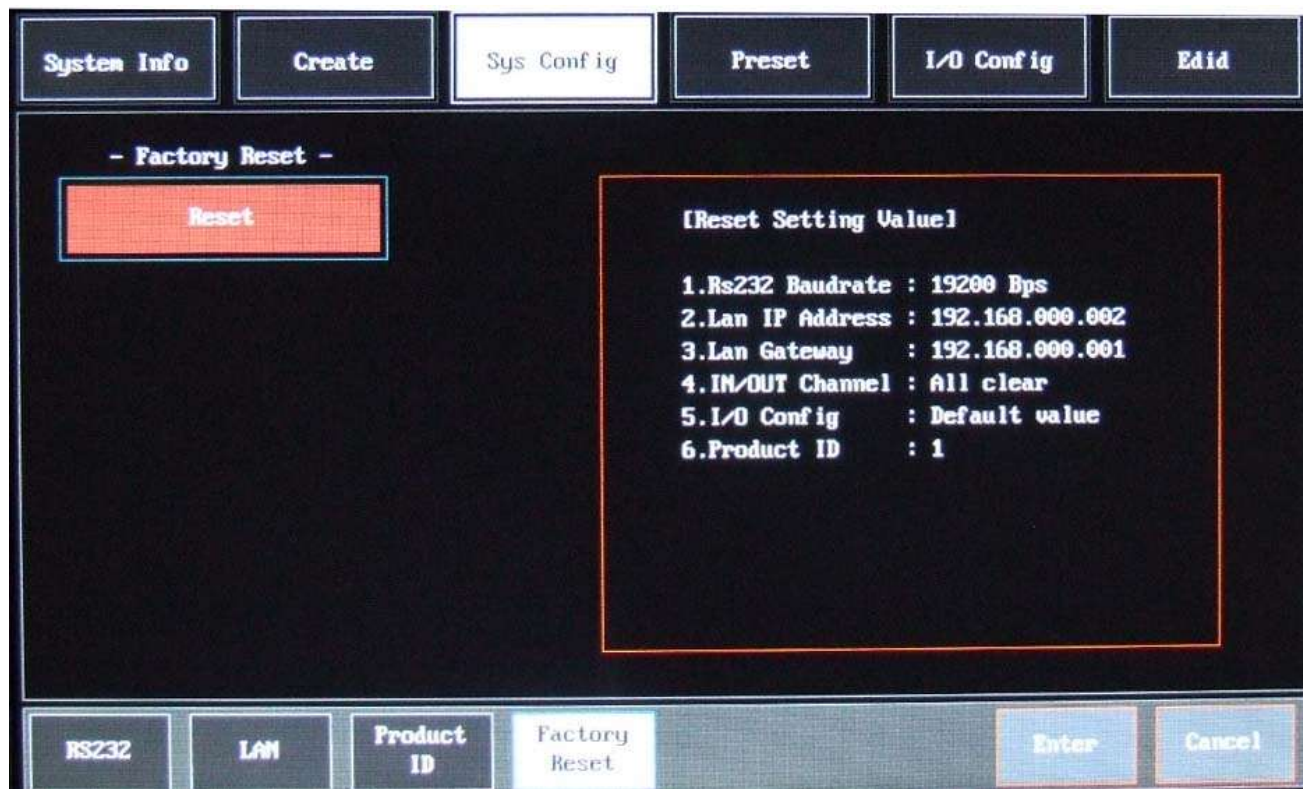 System Info Create Sys Config Preset I/O Config Edid
- Factory Reset -
Reset
[Reset Setting Value]
1.Rs232 Baudrate : 19200 Bps
2.Lan IP Address : 192.168.000.002
3.Lan Gateway : 192.168.000.001
4.IN/OUT Channel : All clear
5.I/O Config : Default value
6.Product ID : 1
RS232 LAN Product ID Factory Reset Enter Cancel